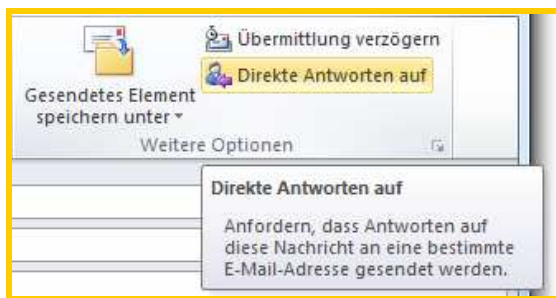 Übermittlung verzögern
Direkte Antworten auf
Gesendetes Element
speichern unter
Weitere Optionen
Direkte Antworten auf
Anfordern, dass Antworten auf
diese Nachricht an eine bestimmte
E-Mail-Adresse gesendet werden.